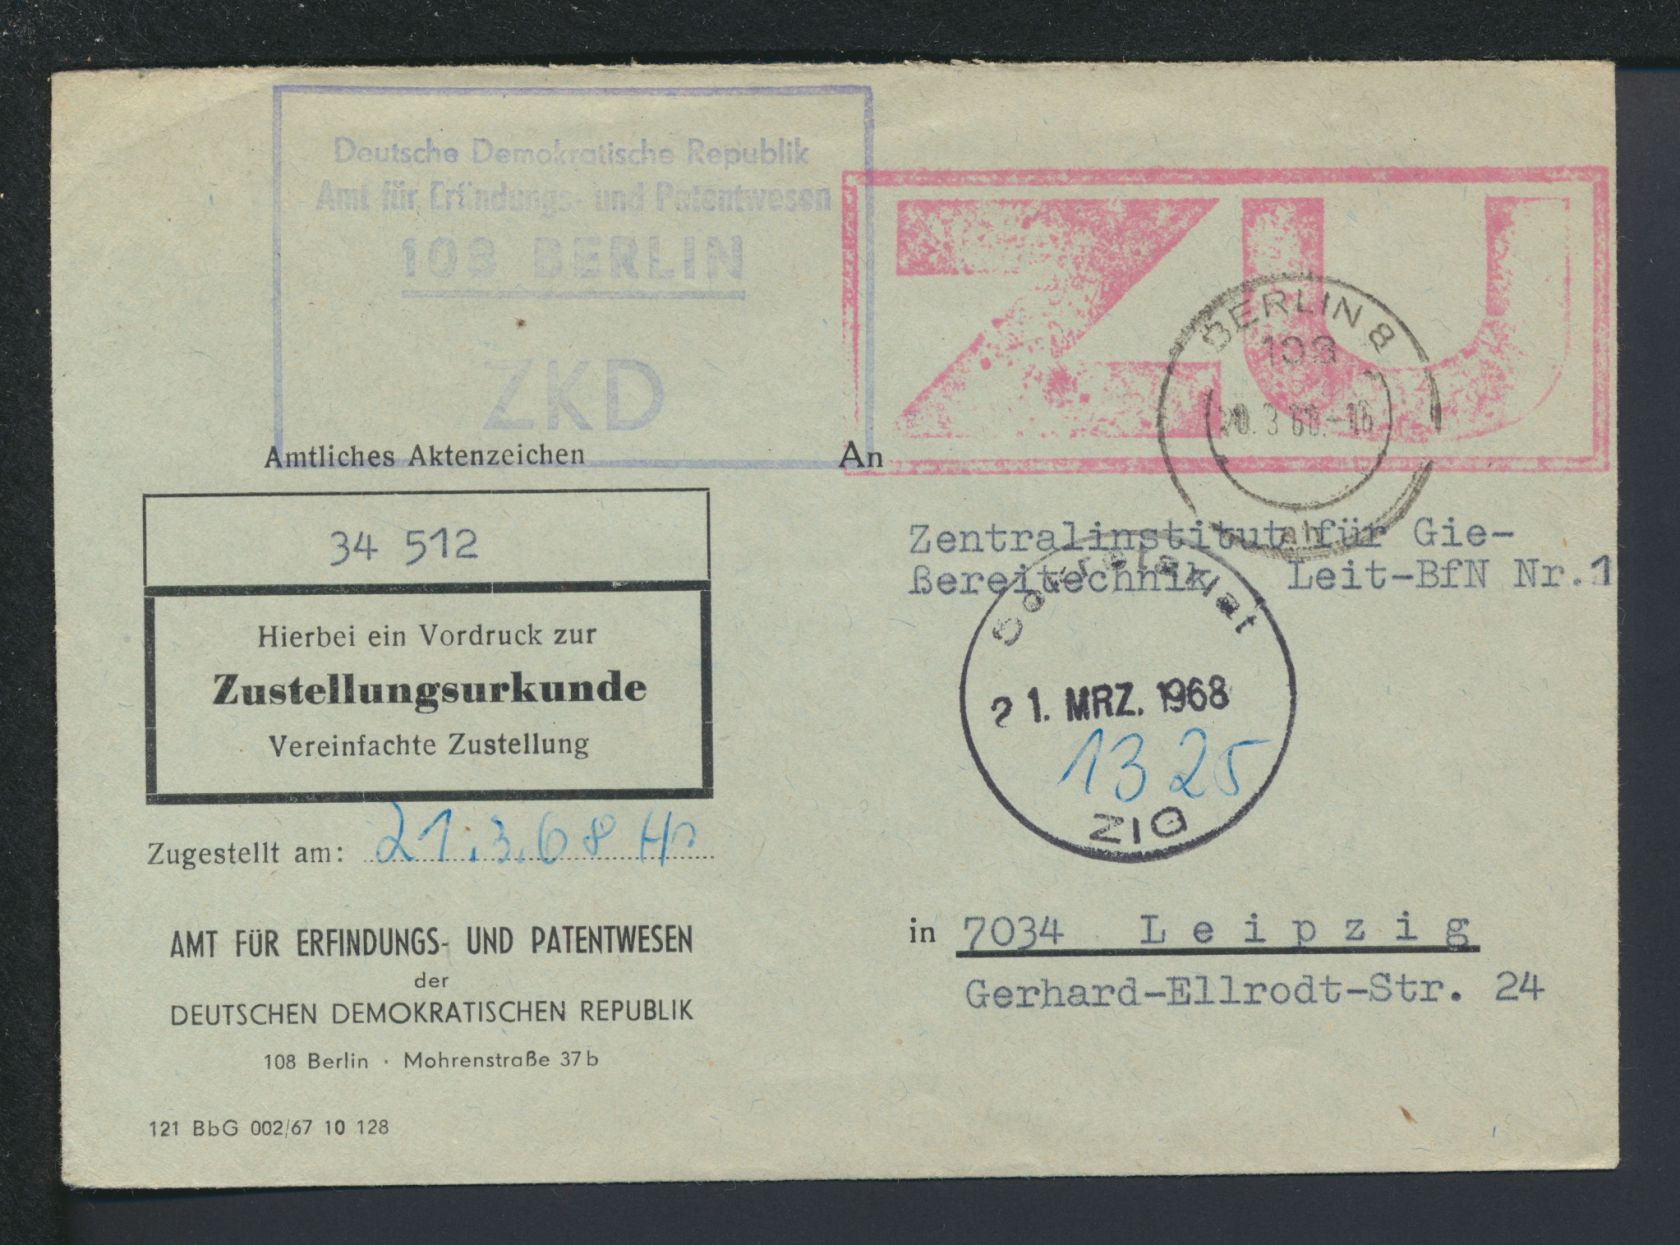 Deutsche Demokratische Republik
Amt für Erfindungs- und Patentwesen
108 BERLIN
ZKD
ZU
BERLIN 8
108
20.3.68.-16
ah
Amtliches Aktenzeichen
34 512
Hierbei ein Vordruck zur
Zustellungsurkunde
Vereinfachte Zustellung
Zugestellt am: 21.3.68
AMT FÜR ERFINDUNGS- UND PATENTWESEN
der
DEUTSCHEN DEMOKRATISCHEN REPUBLIK
108 Berlin · Mohrenstraße 37b
121 BbG 002/67 10 128
An
Zentralinstitut für Gie-
ßereitechnik Leit-BfN Nr.1
Sekretariat
21. MRZ. 1968
1325
ZIG
in 7034 Leipzig
Gerhard-Ellrodt-Str. 24